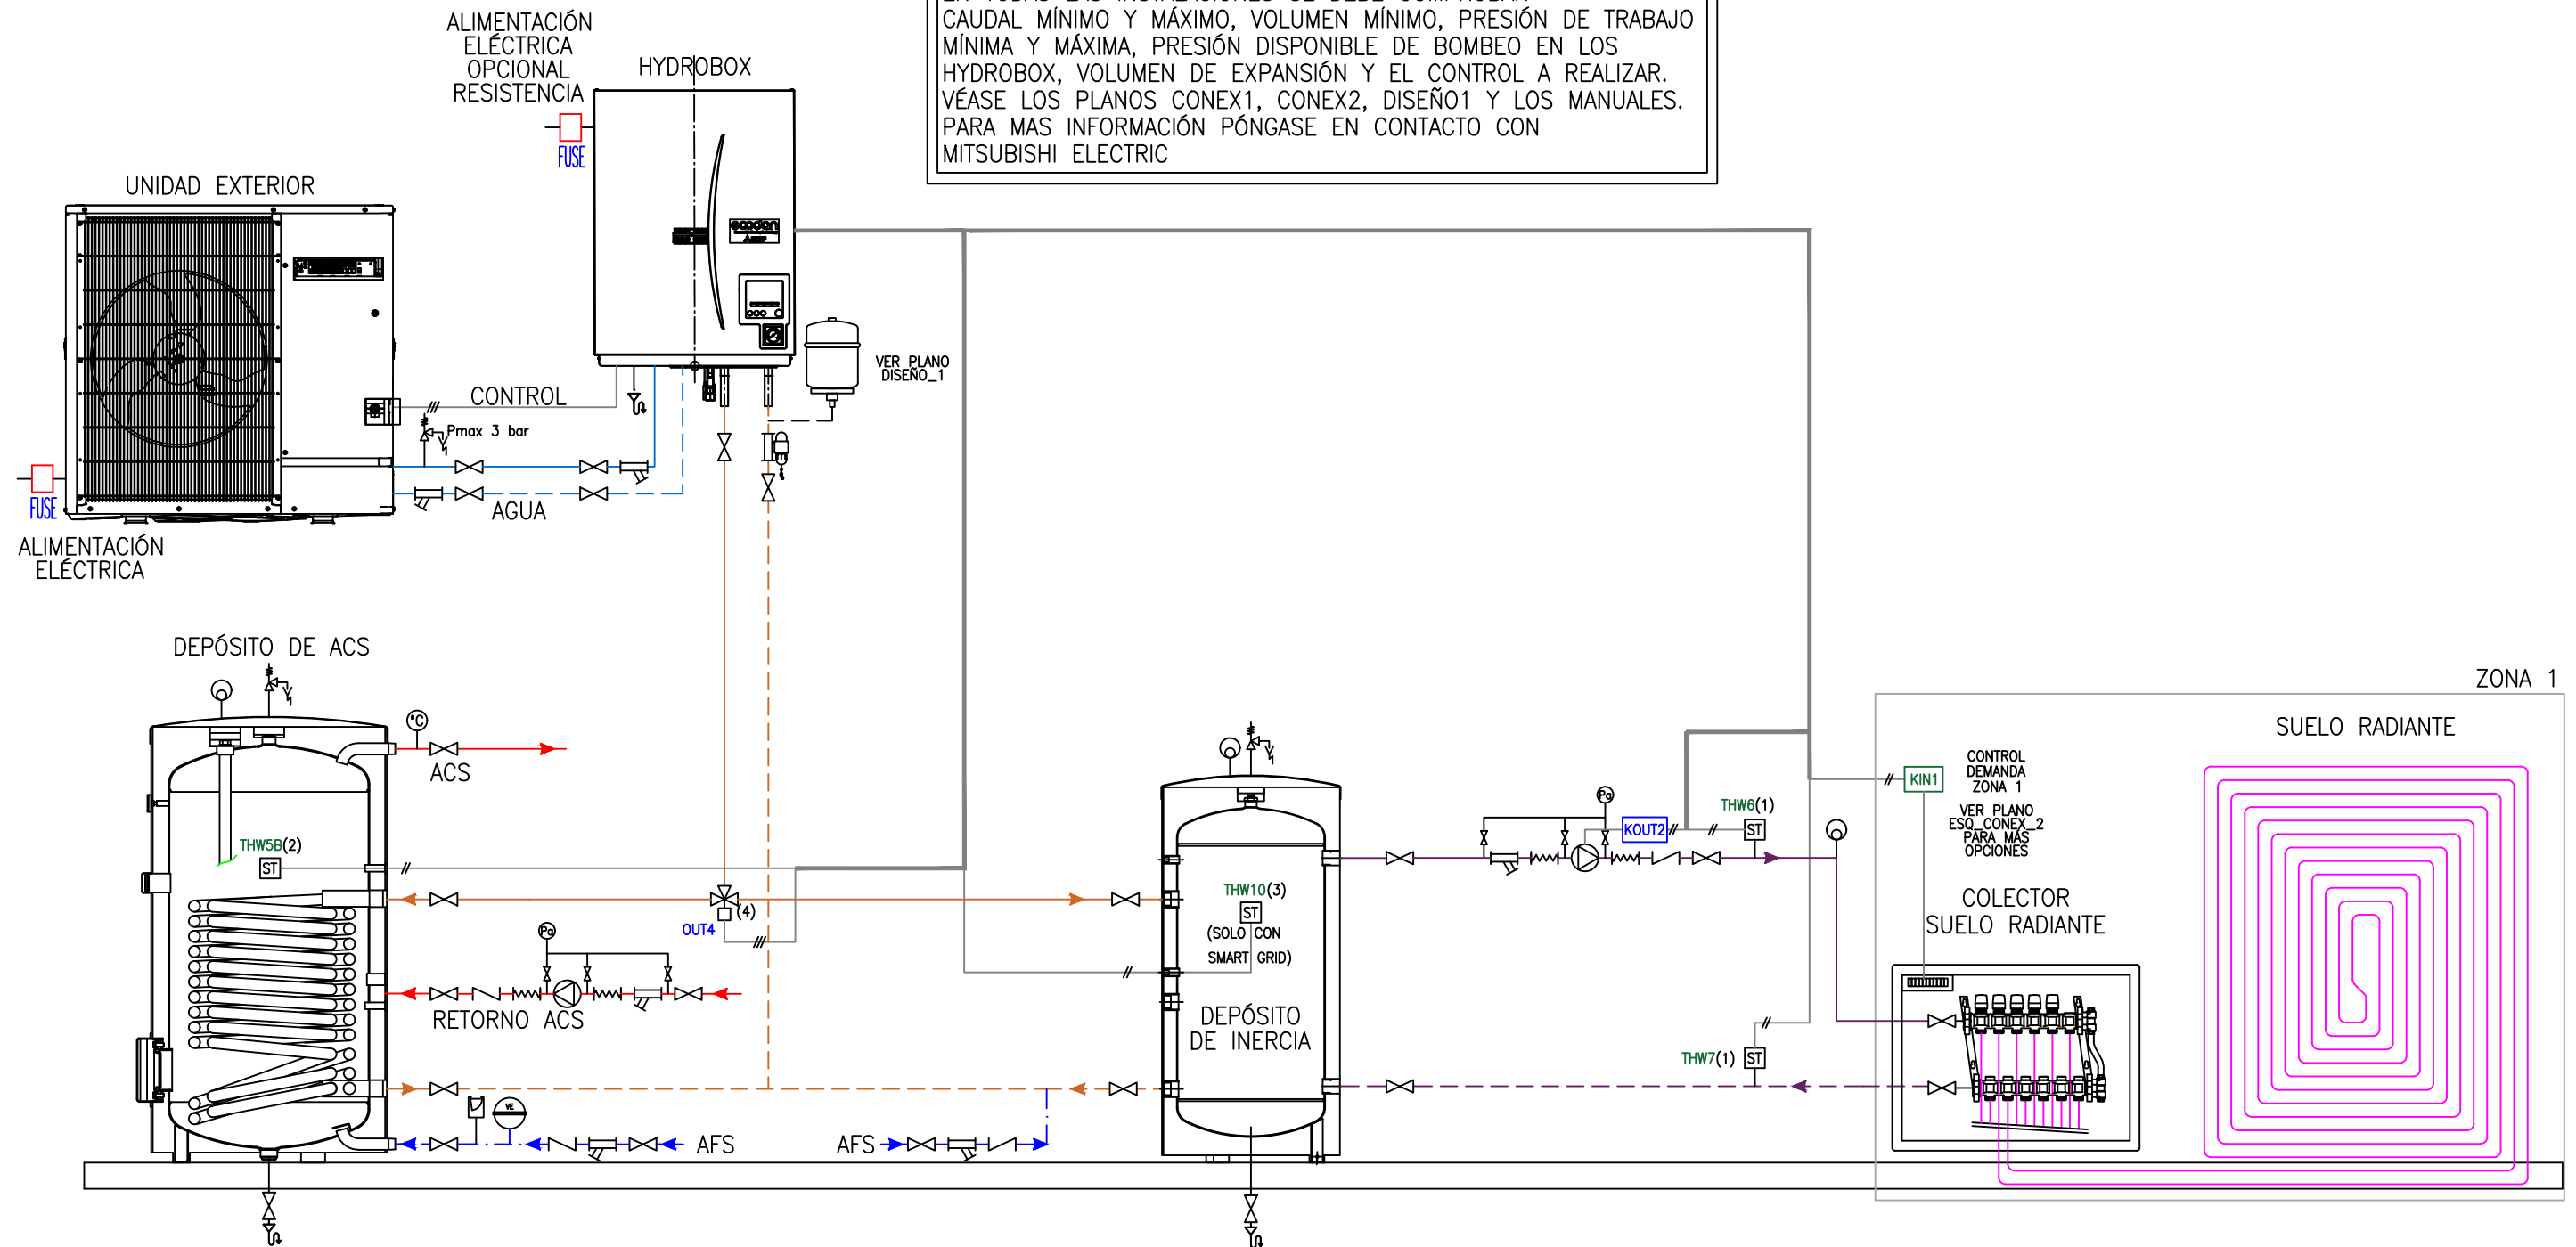 CAUDAL MÍNIMO Y MÁXIMO, VOLUMEN MÍNIMO, PRESIÓN DE TRABAJO
MÍNIMA Y MÁXIMA, PRESIÓN DISPONIBLE DE BOMBEO EN LOS
HYDROBOX, VOLUMEN DE EXPANSIÓN Y EL CONTROL A REALIZAR.
VÉASE LOS PLANOS CONEX1, CONEX2, DISEÑO1 Y LOS MANUALES.
PARA MAS INFORMACIÓN PÓNGASE EN CONTACTO CON
MITSUBISHI ELECTRIC
ALIMENTACIÓN
ELÉCTRICA
OPCIONAL
RESISTENCIA
HYDROBOX
FUSE
UNIDAD EXTERIOR
ecodan
VER PLANO
DISEÑO_1
CONTROL
Pmax 3 bar
AGUA
FUSE
ALIMENTACIÓN
ELÉCTRICA
DEPÓSITO DE ACS
°C
ACS
THW5B(2)
ST
(4)
OUT4
Pa
RETORNO ACS
VE
AFS
AFS
THW10(3)
ST
(SOLO CON
SMART GRID)
DEPÓSITO
DE INERCIA
Pa
KOUT2
THW6(1)
ST
THW7(1)
ST
ZONA 1
SUELO RADIANTE
CONTROL
DEMANDA
ZONA 1
KIN1
VER PLANO
ESQ_CONEX_2
PARA MÁS
OPCIONES
COLECTOR
SUELO RADIANTE